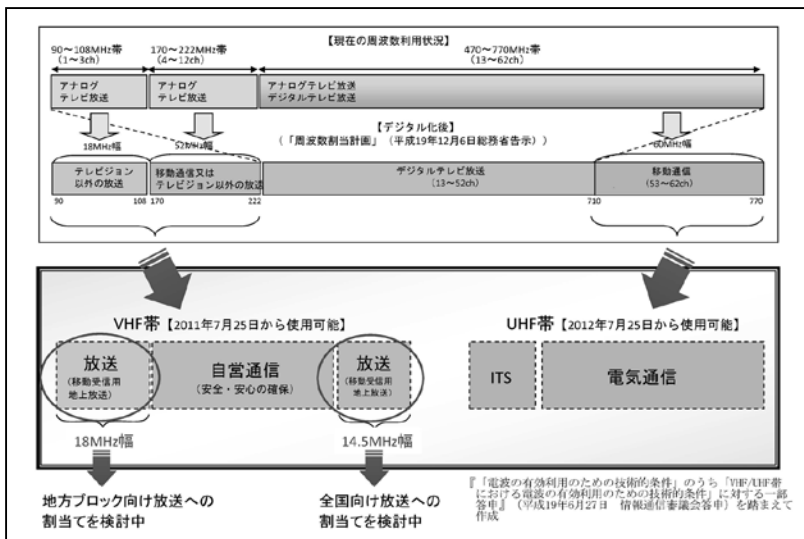 【現在の周波数利用状況】
90～108MHz帯
(1～3ch)
170～222MHz帯
(4～12ch)
470～770MHz帯
(13～62ch)
アナログ
テレビ放送
アナログ
テレビ放送
アナログテレビ放送
デジタルテレビ放送
【デジタル化後】
(「周波数割当計画」（平成19年12月6日総務省告示））
18MHz幅
52MHz幅
60MHz幅
テレビジョン
以外の放送
移動通信又は
テレビジョン以外の放送
デジタルテレビ放送
(13～52ch)
移動通信
(53～62ch)
90
108
170
222
710
770
VHF帯【2011年7月25日から使用可能】
UHF帯【2012年7月25日から使用可能】
放送
(移動受信用
地上放送)
自営通信
(安全・安心の確保)
放送
(移動受信用
地上放送)
ITS
電気通信
18MHz幅
14.5MHz幅
地方ブロック向け放送への
割当てを検討中
全国向け放送への
割当てを検討中
『「電波の有効利用のための技術的条件」のうち「VHF/UHF帯
における電波の有効利用のための技術的条件」に対する一部
答申』（平成19年6月27日　情報通信審議会答申）を踏まえて
作成